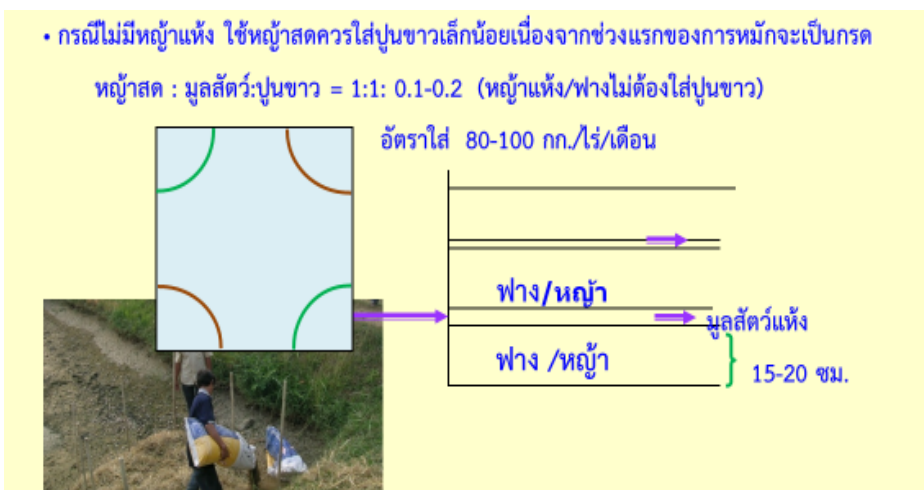 • กรณีไม่มีหญ้าแห้ง ใช้หญ้าสดควรใส่ปูนขาวเล็กน้อยเนื่องจากช่วงแรกของการหมักจะเป็นกรด
หญ้าสด : มูลสัตว์:ปูนขาว = 1:1: 0.1-0.2 (หญ้าแห้ง/ฟางไม่ต้องใส่ปูนขาว)
อัตราใส่ 80-100 กก./ไร่/เดือน
ฟาง/หญ้า
มูลสัตว์แห้ง
ฟาง /หญ้า
15-20 ซม.